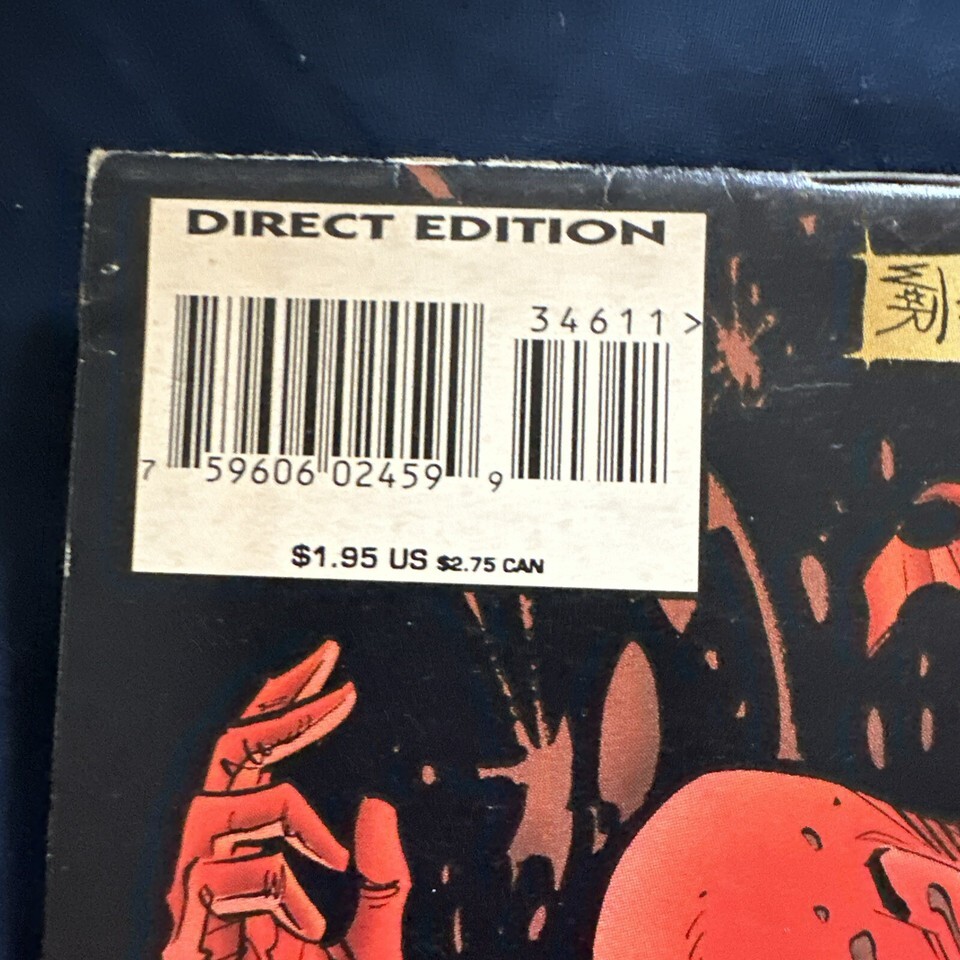 DIRECT EDITION
34611 >
7 59606 02459 9
$1.95 US $2.75 CAN